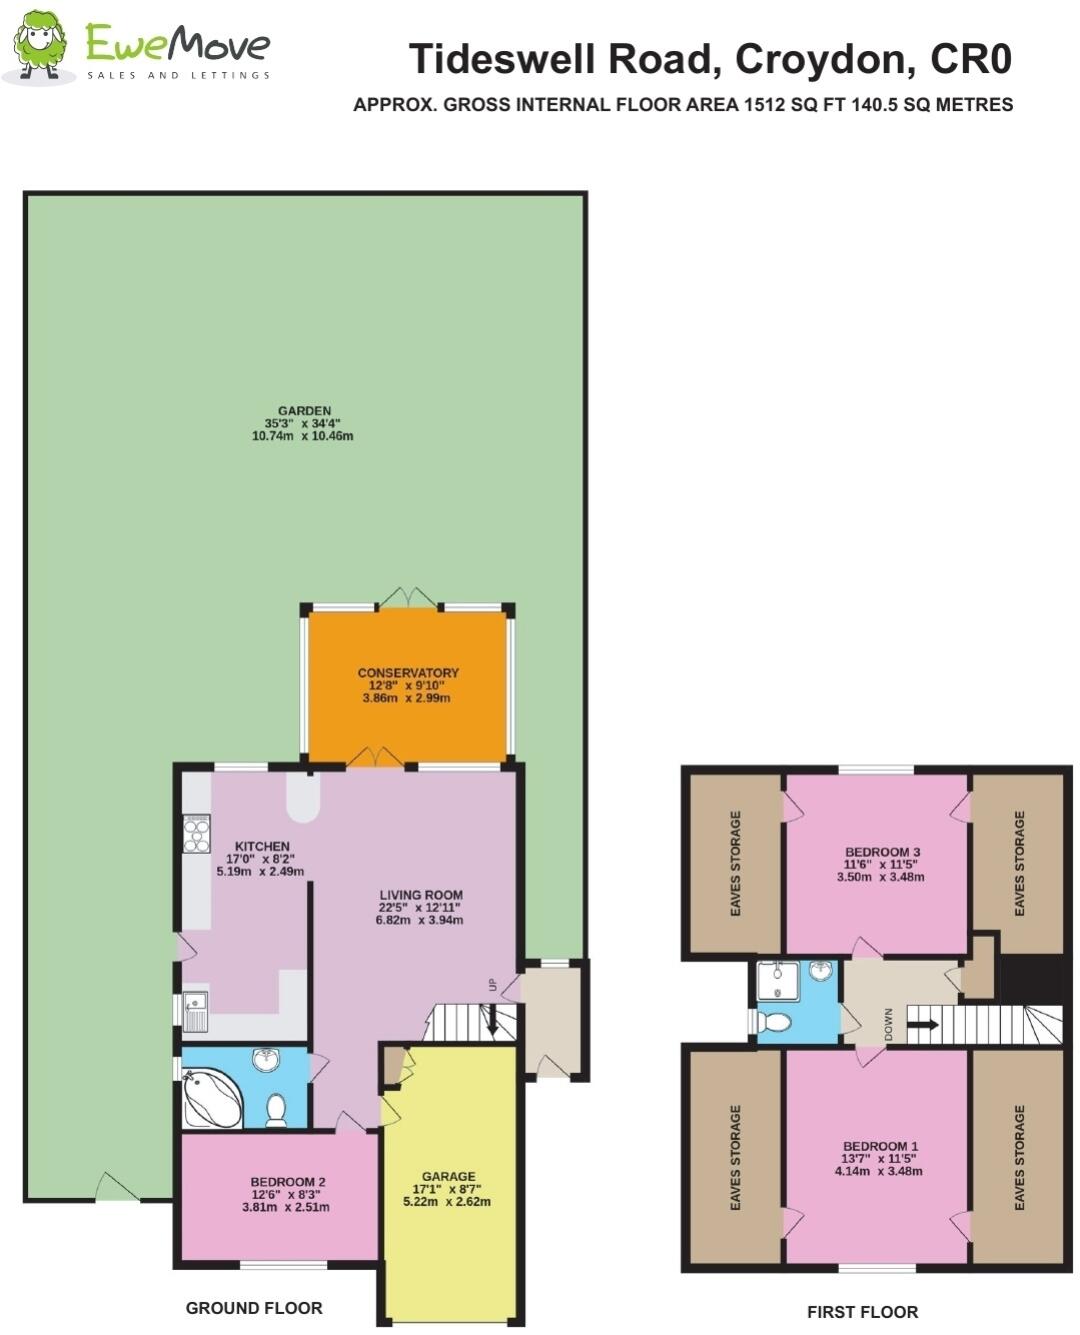 EweMove
SALES AND LETTINGS
Tideswell Road, Croydon, CR0
APPROX. GROSS INTERNAL FLOOR AREA 1512 SQ FT 140.5 SQ METRES
GARDEN
35'3" x 34'4"
10.74m x 10.46m
CONSERVATORY
12'8" x 9'10"
3.86m x 2.99m
KITCHEN
17'0" x 8'2"
5.19m x 2.49m
LIVING ROOM
22'5" x 12'11"
6.82m x 3.94m
UP
BEDROOM 2
12'6" x 8'3"
3.81m x 2.51m
GARAGE
17'1" x 8'7"
5.22m x 2.62m
GROUND FLOOR
EAVES STORAGE
BEDROOM 3
11'6" x 11'5"
3.50m x 3.48m
EAVES STORAGE
DOWN
EAVES STORAGE
BEDROOM 1
13'7" x 11'5"
4.14m x 3.48m
EAVES STORAGE
FIRST FLOOR